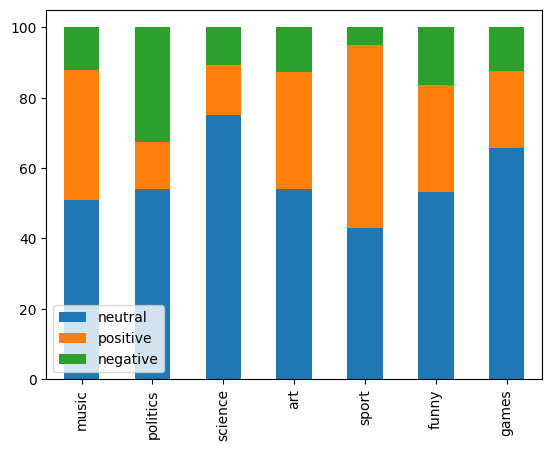 100
80
60
40
20
0
neutral
positive
negative
music
politics
science
art
sport
funny
games